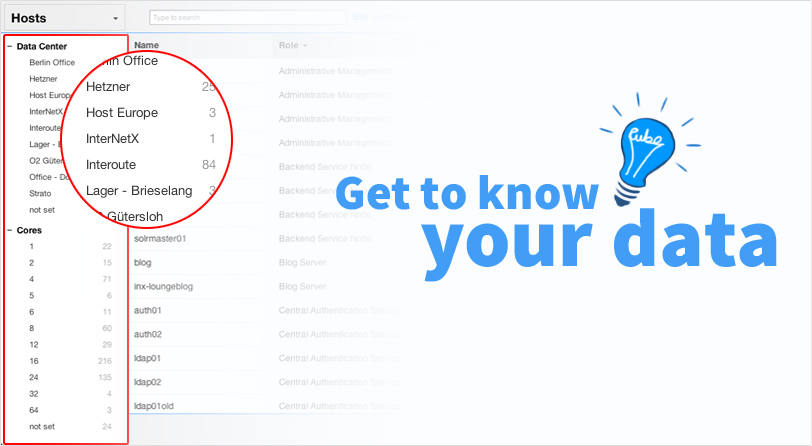 Hosts
Type to search
Data Center
Berlin Office
Hetzner
Host Europe
InterNetX
Interoute
Lager - B
O2 G
Office - Do
Strato
not set
Cores
1 22
2 15
4 71
5 6
6 11
8 60
12 29
16 216
24 135
32 4
64 3
not set 24
rlin Office
Hetzner 25
Host Europe 3
InterNetX 1
Interoute 84
Lager - Brieselang 3
Gütersloh
Name Role
Administrative Management
Administrative Management
Administrative Management
Administrative Management
Backend Service Node
Backend Service Node
Backend Service Node
solrmaster01 Backend Service Node
blog Blog Server
inx-loungeblog Blog Server
auth01 Central Authentication Service
auth02 Central Authentication Service
ldap01 Central Authentication Service
ldap02 Central Authentication Service
ldap01old Central Authentication Service
Get to know
your data